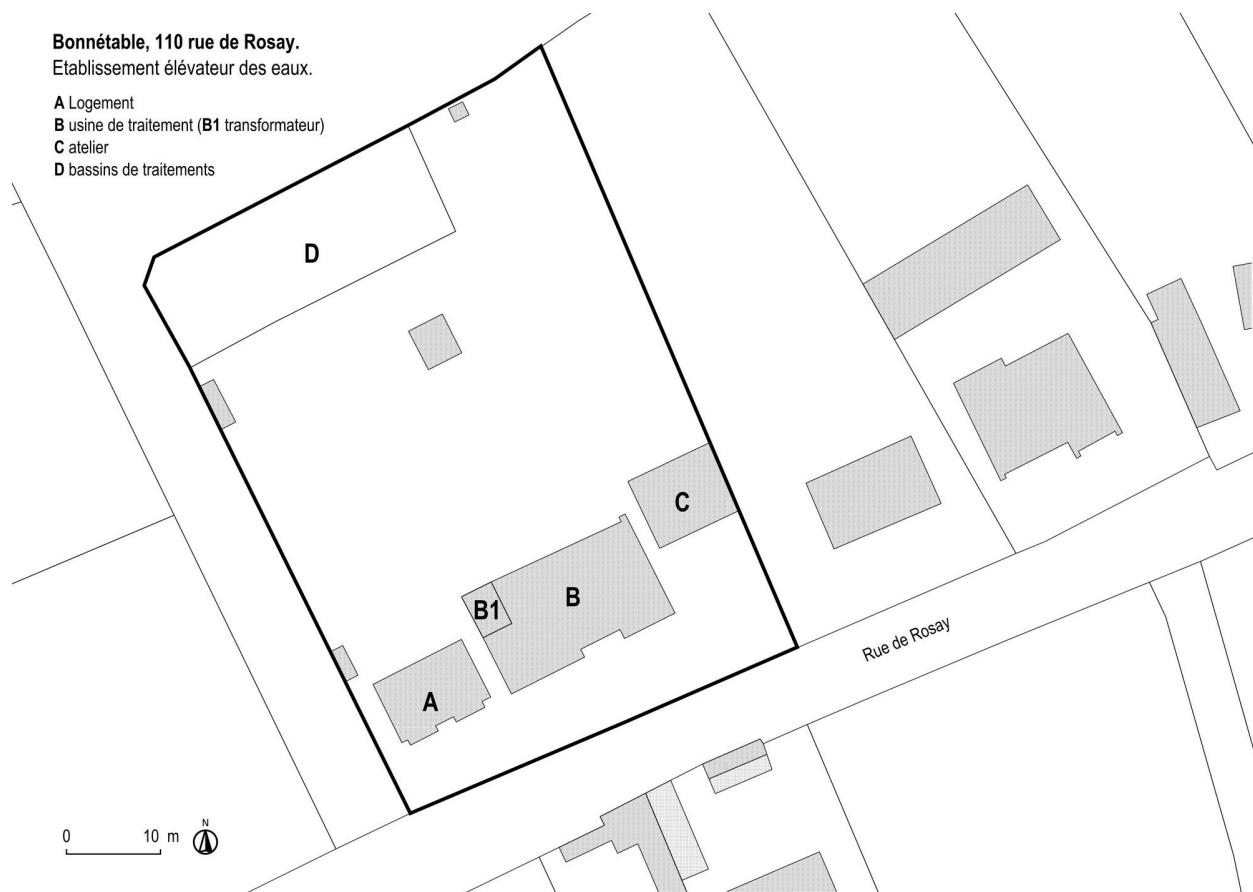 Bonnétable, 110 rue de Rosay.
Etablissement élévateur des eaux.
A Logement
B usine de traitement (B1 transformateur)
C atelier
D bassins de traitements
D
C
B
B1
A
Rue de Rosay
0 10 m
N